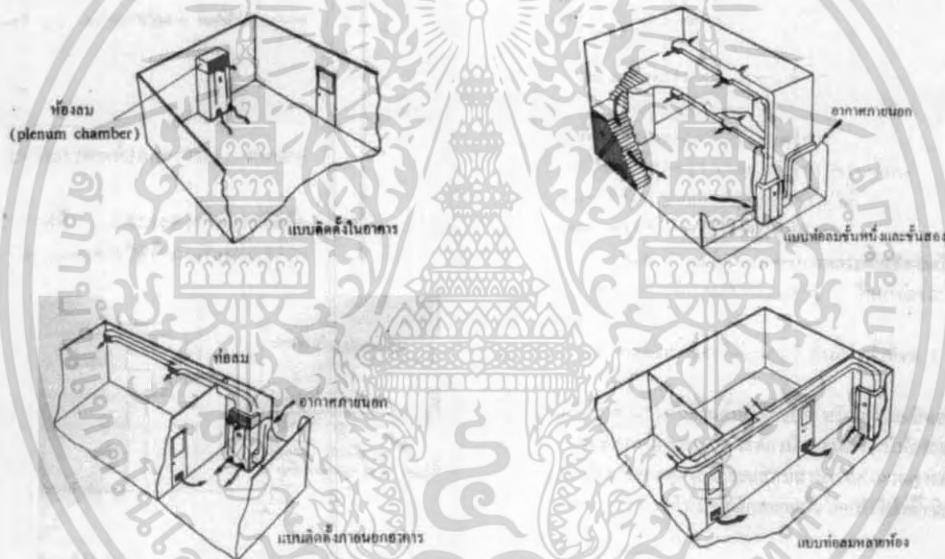 ห้องลม
(plenum chamber)
แบบติดตั้งในอาคาร
อากาศภายนอก
แบบท่อลมชั้นหนึ่งและชั้นสอง
ท่อลม
อากาศภายนอก
แบบติดตั้งภายนอกอาคาร
แบบท่อลมหลายห้อง